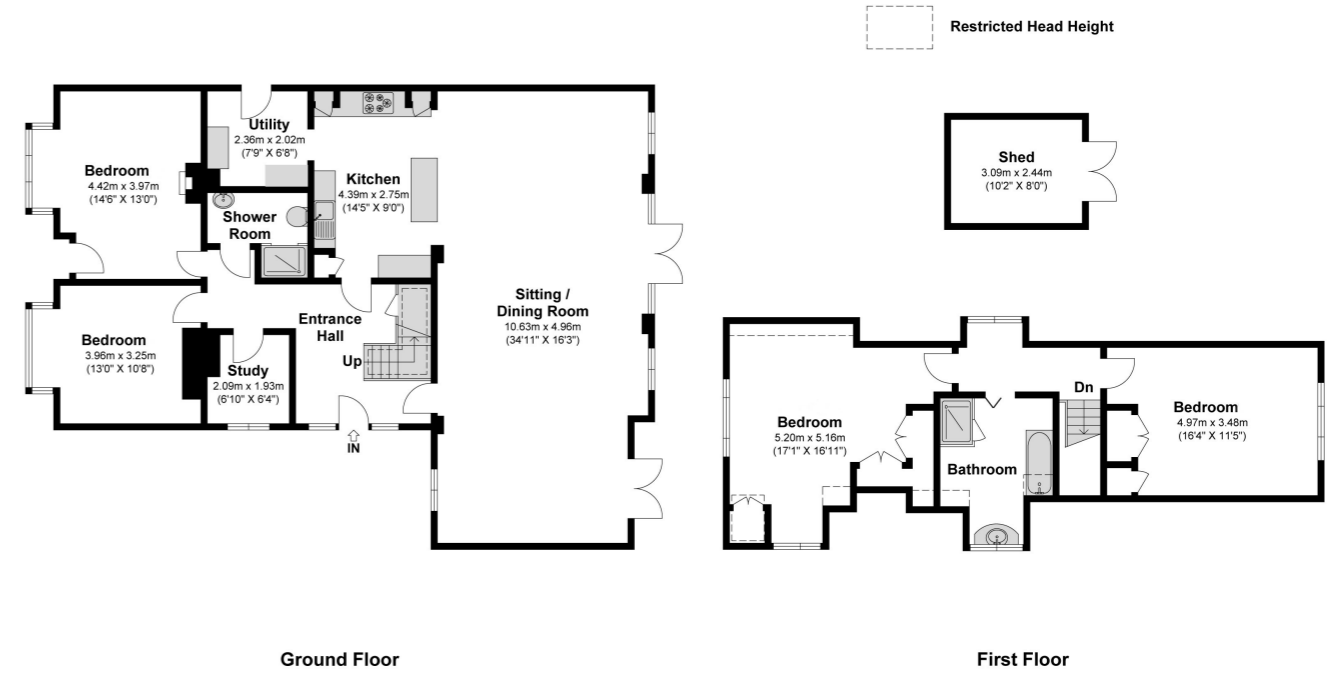 Restricted Head Height
Utility
2.36m x 2.02m
(7'9" X 6'8")
Bedroom
4.42m x 3.97m
(14'6" X 13'0")
Kitchen
4.39m x 2.75m
(14'5" X 9'0")
Shower
Room
Shed
3.09m x 2.44m
(10'2" X 8'0")
Sitting /
Dining Room
10.63m x 4.96m
(34'11" X 16'3")
Entrance
Hall
Up
Bedroom
3.96m x 3.25m
(13'0" X 10'8")
Study
2.09m x 1.93m
(6'10" X 6'4")
IN
Bedroom
5.20m x 5.16m
(17'1" X 16'11")
Dn
Bathroom
Bedroom
4.97m x 3.48m
(16'4" X 11'5")
Ground Floor
First Floor